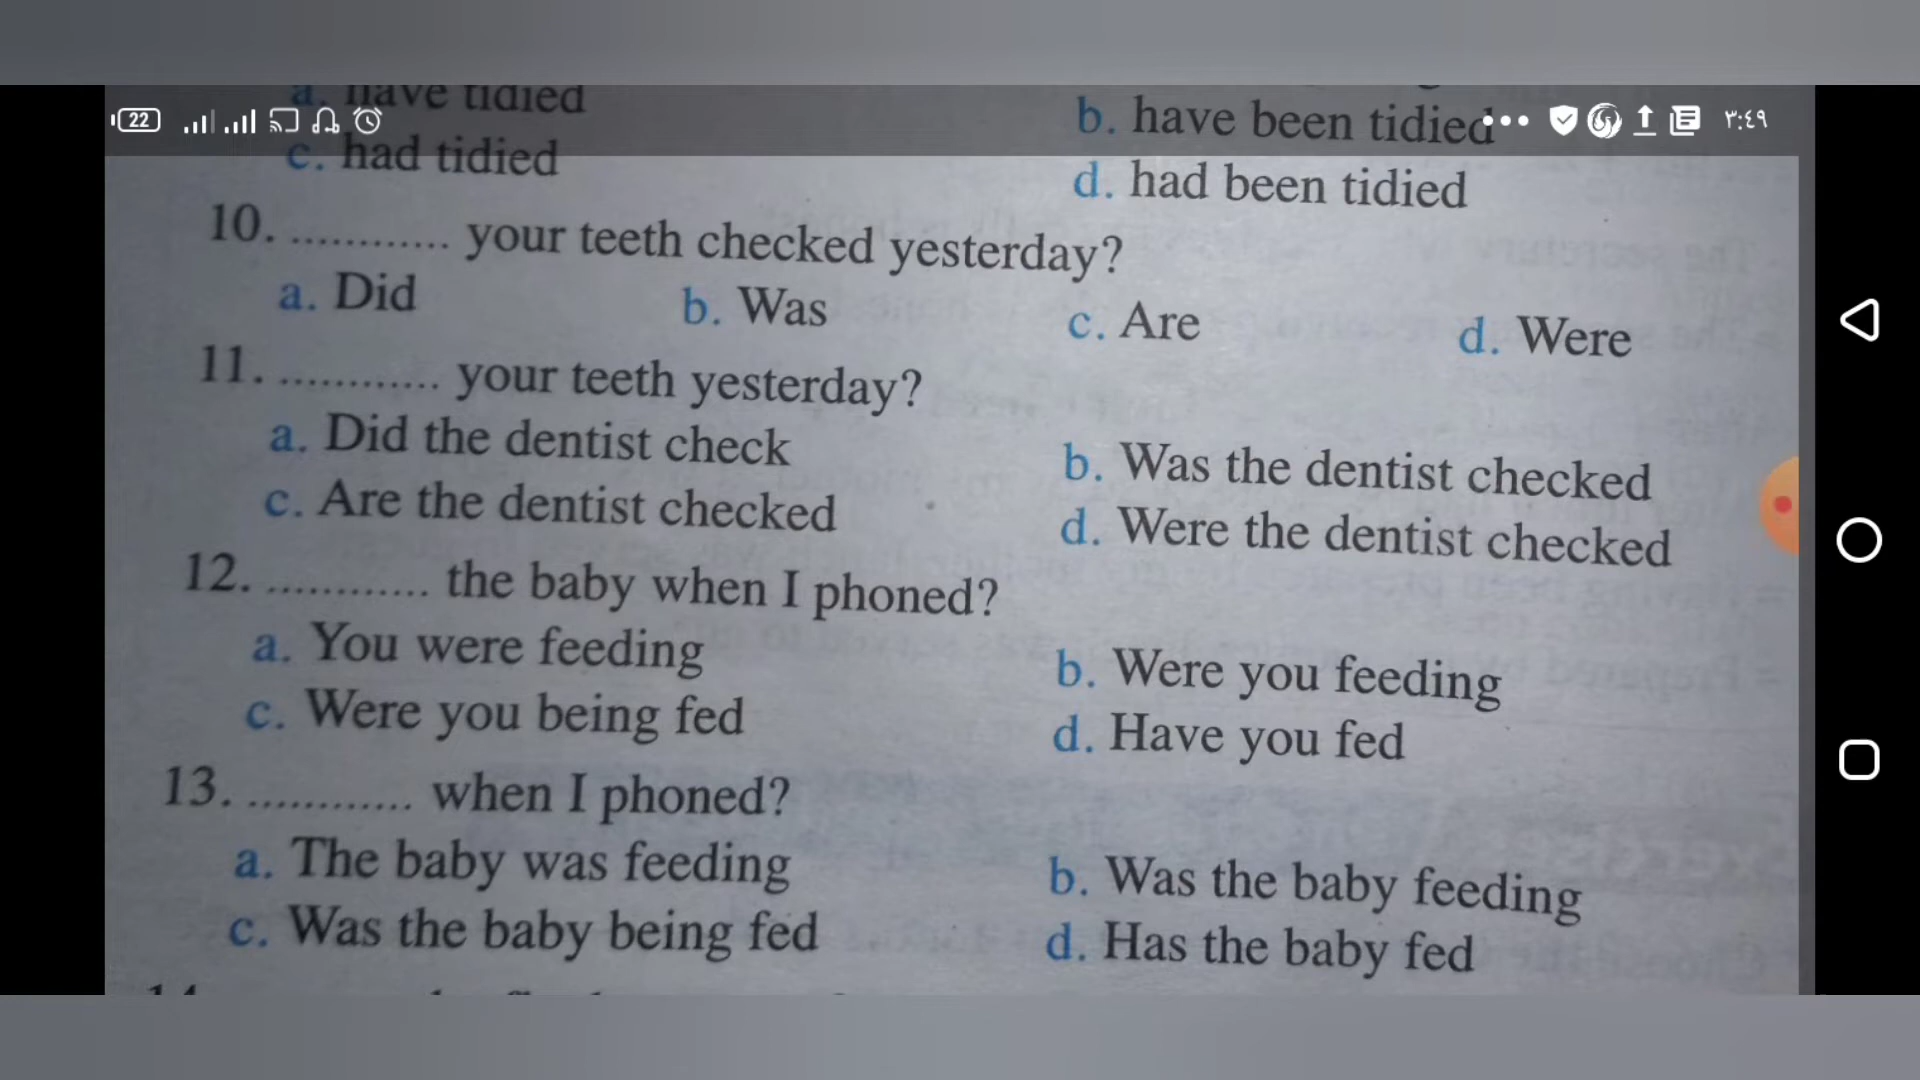 22
٣:٤٩
a. have tidied
b. have been tidied
c. had tidied
d. had been tidied
10. ............ your teeth checked yesterday?
a. Did
b. Was
c. Are
d. Were
11. ............ your teeth yesterday?
a. Did the dentist check
b. Was the dentist checked
c. Are the dentist checked
d. Were the dentist checked
12. ............ the baby when I phoned?
a. You were feeding
b. Were you feeding
c. Were you being fed
d. Have you fed
13. ............ when I phoned?
a. The baby was feeding
b. Was the baby feeding
c. Was the baby being fed
d. Has the baby fed